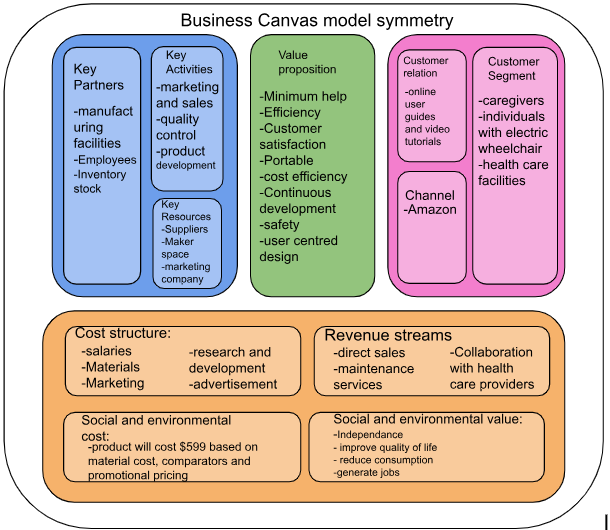 Business Canvas model symmetry
Key
Partners
-manufact
uring
facilities
-Employees
-Inventory
stock
Key
Activities
-marketing
and sales
-quality
control
-product
development
Key
Resources
-Suppliers
-Maker
space
-marketing
company
Value
proposition
-Minimum help
-Efficiency
-Customer
satisfaction
-Portable
-cost efficiency
-Continuous
development
-safety
-user centred
design
Customer
relation
-online
user
guides
and video
tutorials
Channel
-Amazon
Customer
Segment
-caregivers
-individuals
with electric
wheelchair
-health care
facilities
Cost structure:
-salaries
-Materials
-Marketing
-research and
development
-advertisement
Revenue streams
-direct sales
-maintenance
services
-Collaboration
with health
care providers
Social and environmental
cost:
-product will cost $599 based on
material cost, comparators and
promotional pricing
Social and environmental value:
-Independance
- improve quality of life
- reduce consumption
-generate jobs